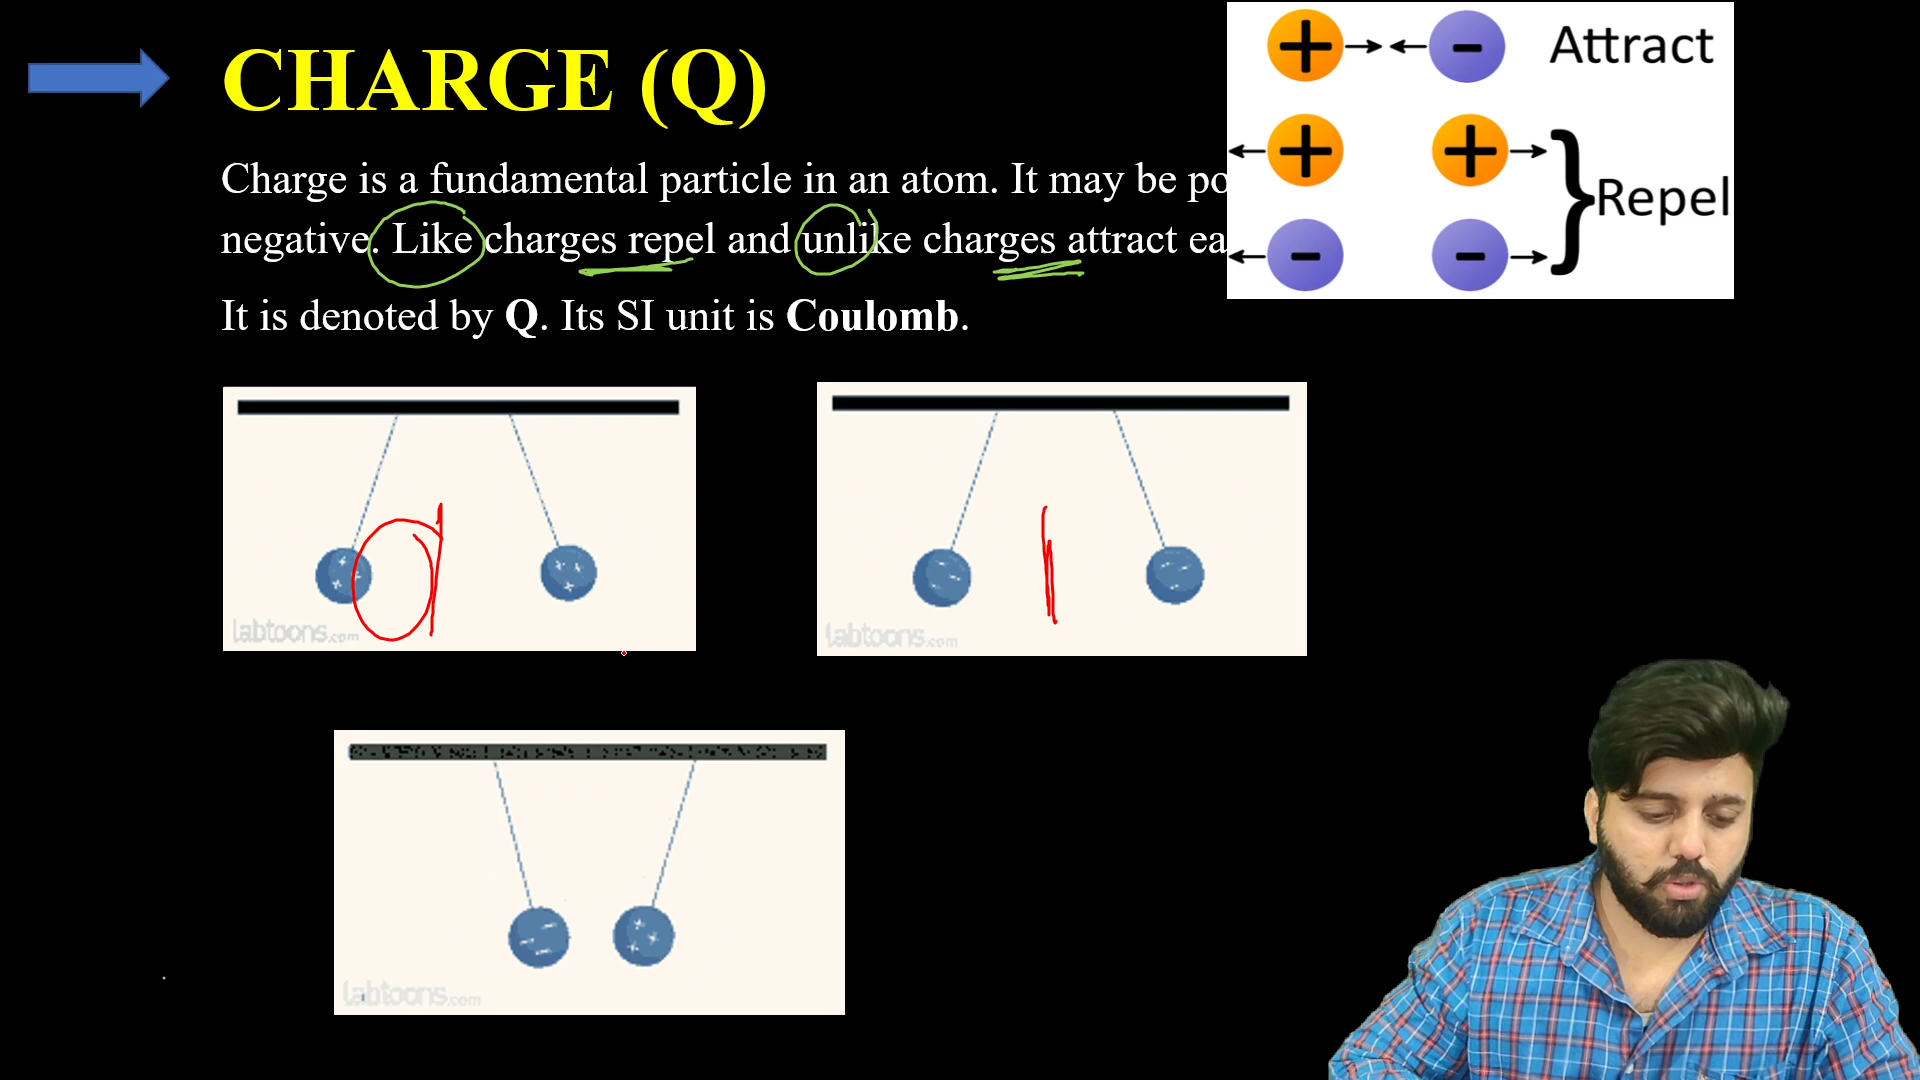 CHARGE (Q)
Charge is a fundamental particle in an atom. It may be po
negative. Like charges repel and unlike charges attract ea
It is denoted by Q. Its SI unit is Coulomb.
+ - Attract
+ +
Repel
- -
labtoons.com
labtoons.com
labtoons.com